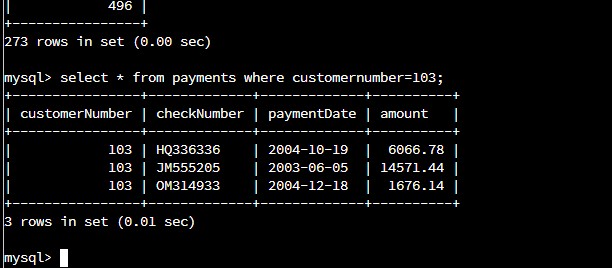 |            496 |
+----------------+
273 rows in set (0.00 sec)
mysql> select * from payments where customernumber=103;
+----------------+-------------+-------------+----------+
| customerNumber | checkNumber | paymentDate | amount   |
+----------------+-------------+-------------+----------+
|            103 | HQ336336    | 2004-10-19  |  6066.78 |
|            103 | JM555205    | 2003-06-05  | 14571.44 |
|            103 | OM314933    | 2004-12-18  |  1676.14 |
+----------------+-------------+-------------+----------+
3 rows in set (0.01 sec)
mysql>